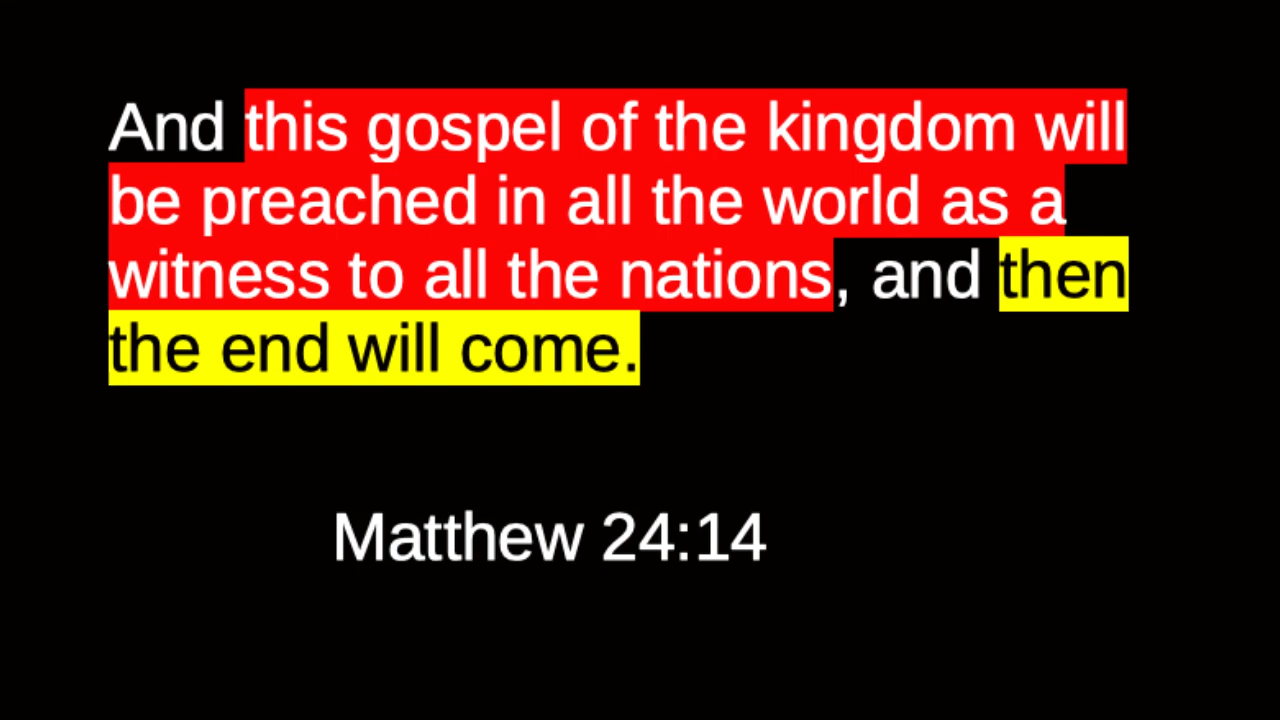 And this gospel of the kingdom will
be preached in all the world as a
witness to all the nations, and then
the end will come.
Matthew 24:14